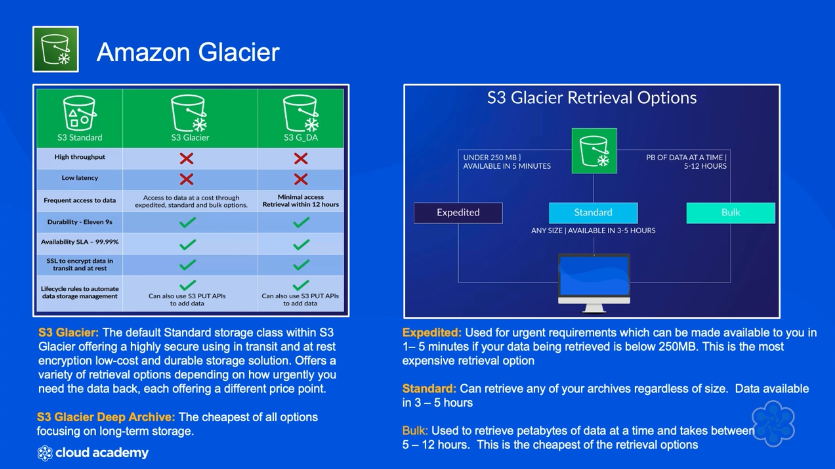 Amazon Glacier
S3 Standard
S3 Glacier
S3 G_DA
High throughput
Low latency
Frequent access to data
Access to data at a cost through
expedited, standard and bulk options.
Minimal access
Retrieval within 12 hours
Durability - Eleven 9s
Availability SLA – 99.99%
SSL to encrypt data in
transit and at rest
Lifecycle rules to automate
data storage management
Can also use S3 PUT APIs
to add data
Can also use S3 PUT APIs
to add data
S3 Glacier: The default Standard storage class within S3
Glacier offering a highly secure using in transit and at rest
encryption low-cost and durable storage solution. Offers a
variety of retrieval options depending on how urgently you
need the data back, each offering a different price point.
S3 Glacier Deep Archive: The cheapest of all options
focusing on long-term storage.
cloud academy
S3 Glacier Retrieval Options
UNDER 250 MB |
AVAILABLE IN 5 MINUTES
PB OF DATA AT A TIME |
5-12 HOURS
Expedited
Standard
Bulk
ANY SIZE | AVAILABLE IN 3-5 HOURS
Expedited: Used for urgent requirements which can be made available to you in
1– 5 minutes if your data being retrieved is below 250MB. This is the most
expensive retrieval option
Standard: Can retrieve any of your archives regardless of size. Data available
in 3 – 5 hours
Bulk: Used to retrieve petabytes of data at a time and takes between
5 – 12 hours. This is the cheapest of the retrieval options